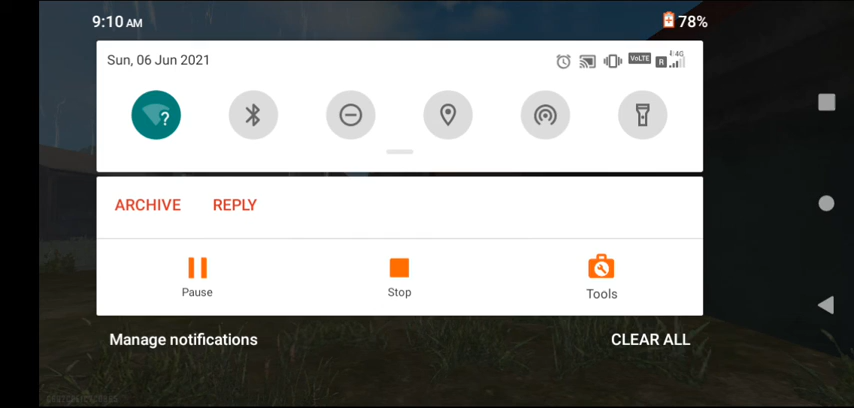 9:10 AM
78%
Sun, 06 Jun 2021
VoLTE
R
4G
?
ARCHIVE
REPLY
Pause
Stop
Tools
Manage notifications
CLEAR ALL